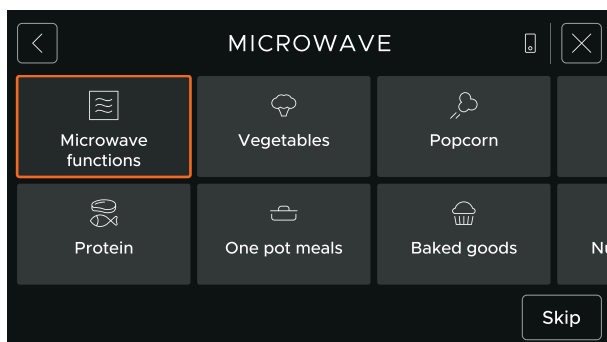 MICROWAVE
Microwave
functions
Vegetables
Popcorn
Protein
One pot meals
Baked goods
Skip